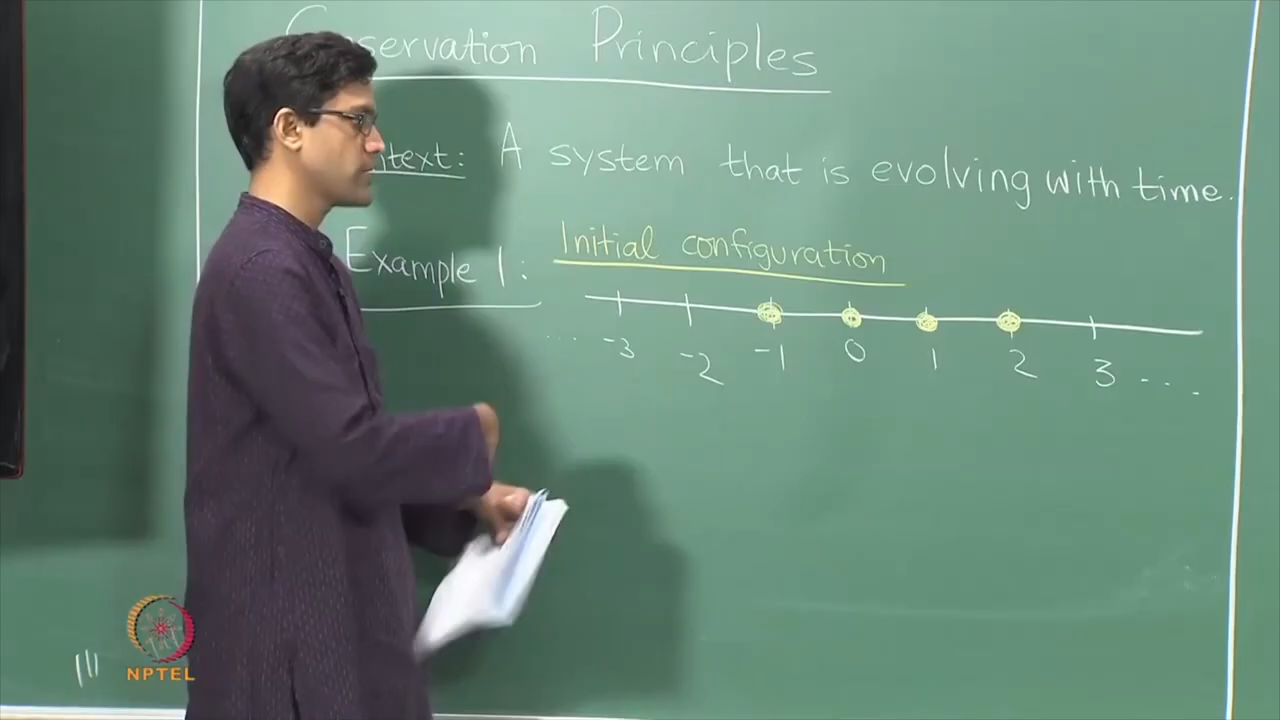 Conservation Principles
Context: A system that is evolving with time.
Example 1: Initial configuration
... -3 -2 -1 0 1 2 3 ...
NPTEL